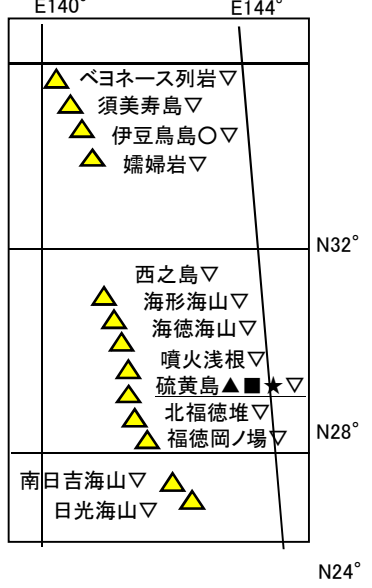 E140°
E144°
ベヨネース列岩▽
須美寿島▽
伊豆鳥島○▽
孀婦岩▽
N32°
西之島▽
海形海山▽
海徳海山▽
噴火浅根▽
硫黄島▲■★▽
北福徳堆▽
福徳岡ノ場▽
N28°
南日吉海山▽
日光海山▽
N24°